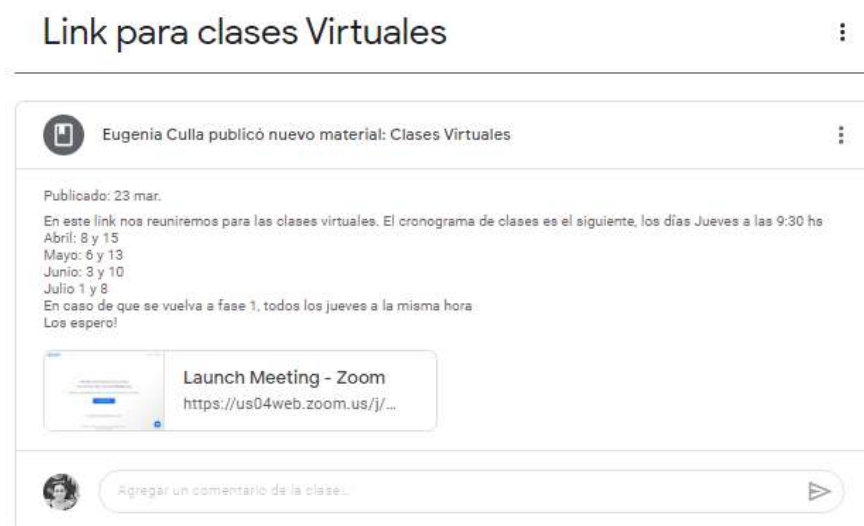 Link para clases Virtuales
Eugenia Culla publicó nuevo material: Clases Virtuales
Publicado: 23 mar.
En este link nos reuniremos para las clases virtuales. El cronograma de clases es el siguiente, los días Jueves a las 9:30 hs
Abril: 8 y 15
Mayo: 6 y 13
Junio: 3 y 10
Julio 1 y 8
En caso de que se vuelva a fase 1, todos los jueves a la misma hora
Los espero!
Launch Meeting - Zoom
https://us04web.zoom.us/j/...
Agregar un comentario de la clase...